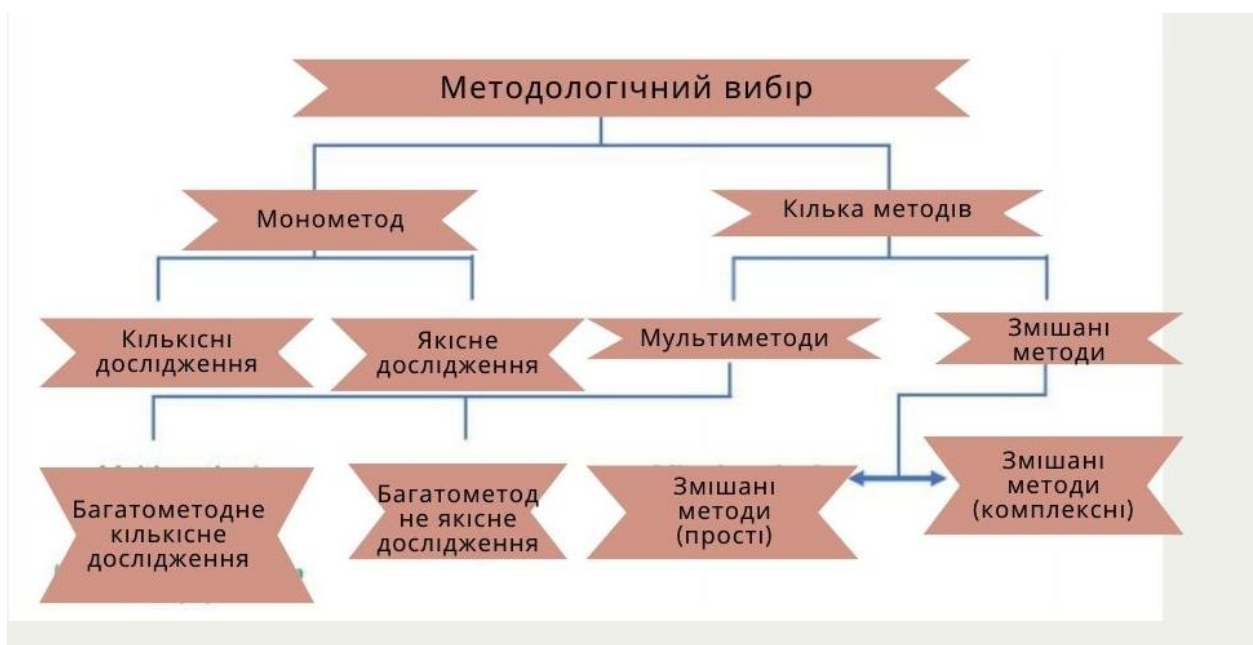 Методологічний вибір
Монометод
Кілька методів
Кількісні
дослідження
Якісне
дослідження
Мультиметоди
Змішані
методи
Багатометодне
кількісне
дослідження
Багатометод
не якісне
дослідження
Змішані
методи
(прості)
Змішані
методи
(комплексні)